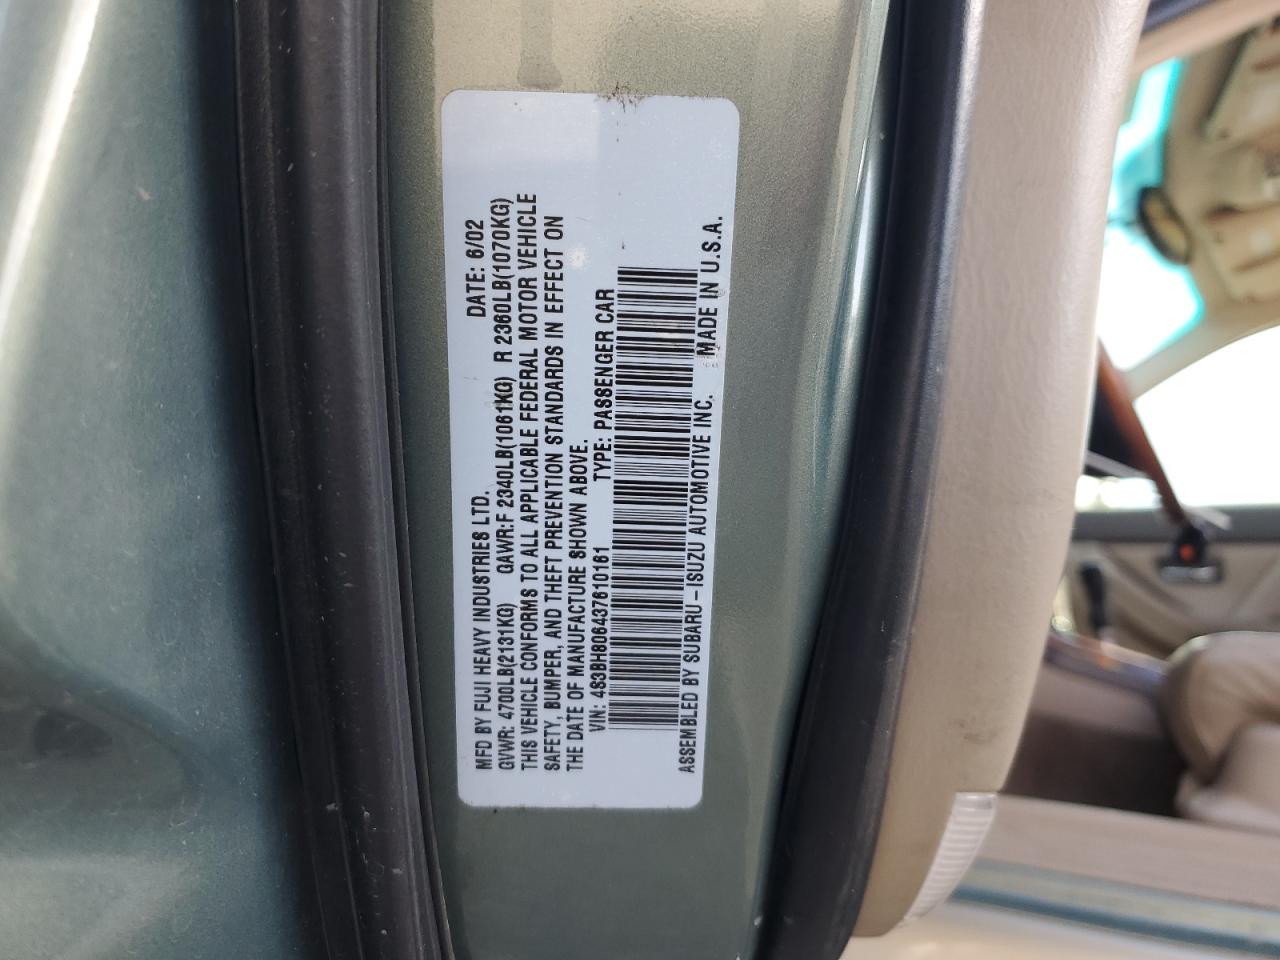 MFD BY FUJI HEAVY INDUSTRIES LTD. DATE: 6/02
GVWR: 4700LB(2131KG) GAWR:F 2340LB(1061KG) R 2360LB(1070KG)
THIS VEHICLE CONFORMS TO ALL APPLICABLE FEDERAL MOTOR VEHICLE
SAFETY, BUMPER, AND THEFT PREVENTION STANDARDS IN EFFECT ON
THE DATE OF MANUFACTURE SHOWN ABOVE.
VIN: 4S3BH806437610161 TYPE: PASSENGER CAR
ASSEMBLED BY SUBARU-ISUZU AUTOMOTIVE INC. MADE IN U.S.A.